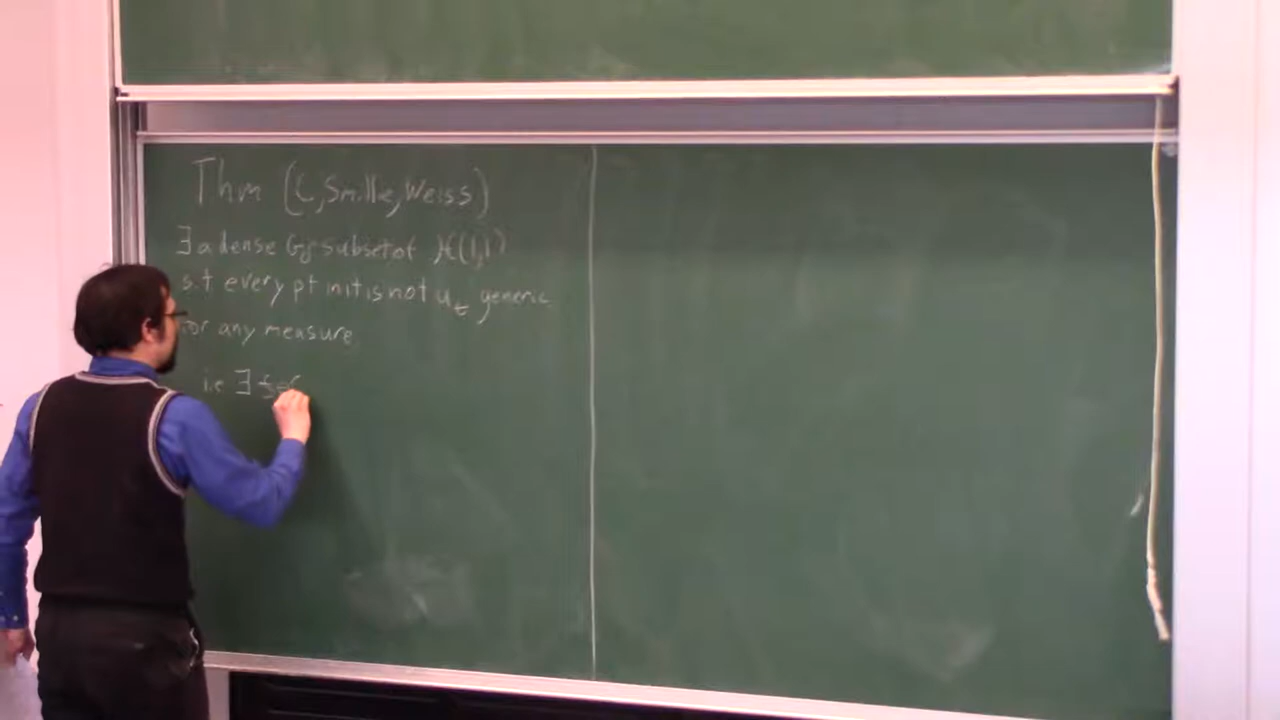 Thm (C, Smillie, Weiss)
∃ a dense Gδ subset of H(1,1)
s.t every pt in it is not u_t generic
for any measure
i.e ∃